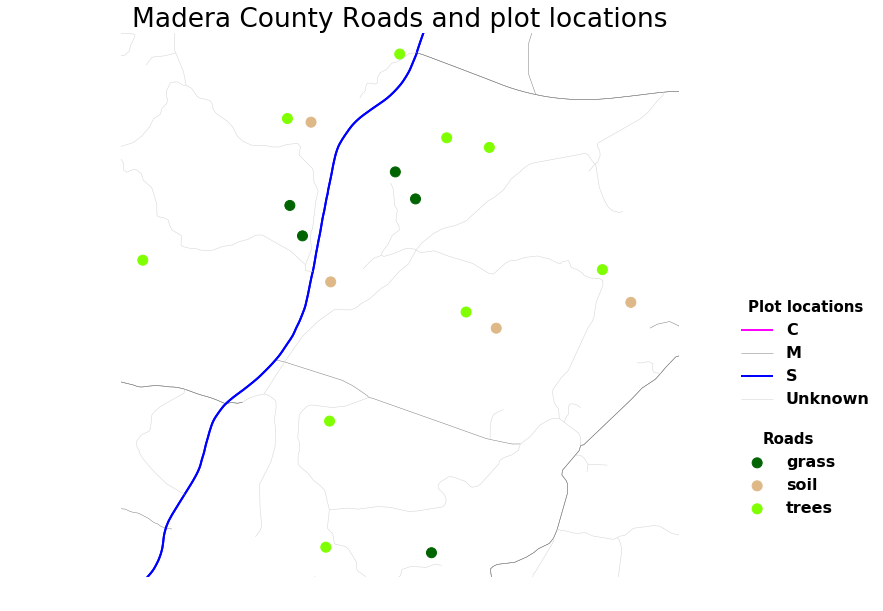 Madera County Roads and plot locations
Plot locations
C
M
S
Unknown
Roads
grass
soil
trees